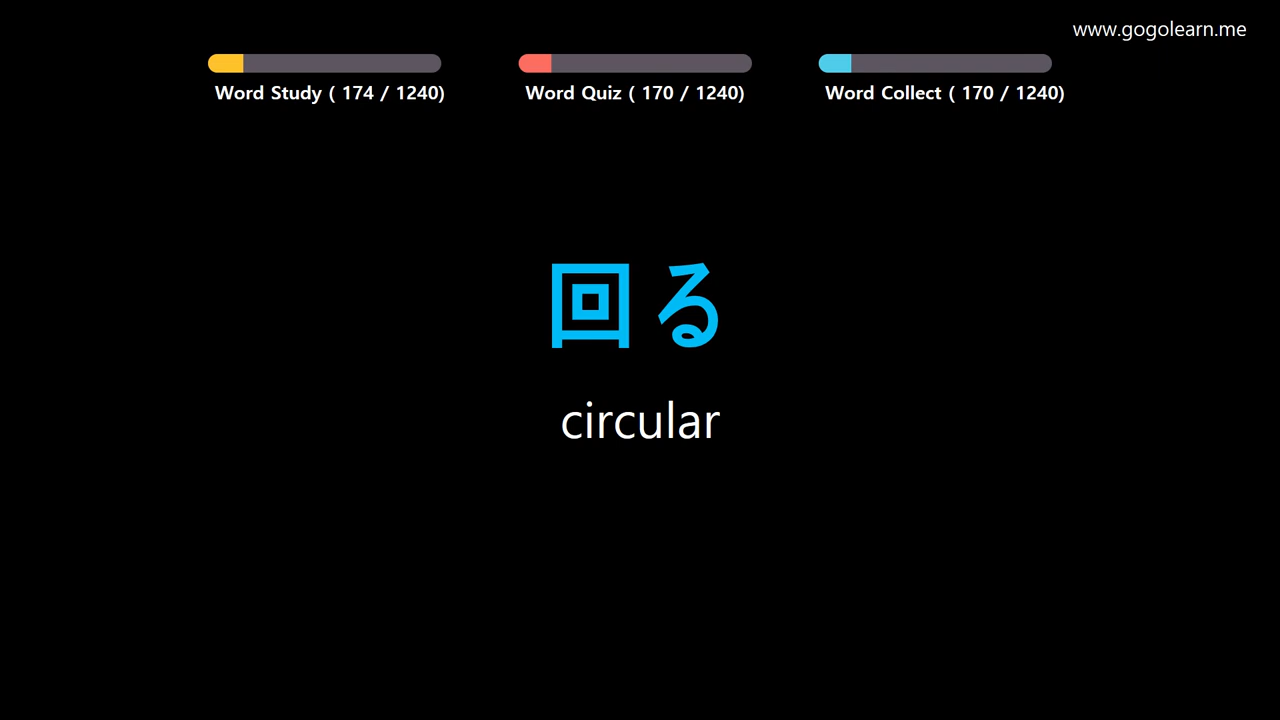 www.gogolearn.me
Word Study ( 174 / 1240)
Word Quiz ( 170 / 1240)
Word Collect ( 170 / 1240)
回る
circular